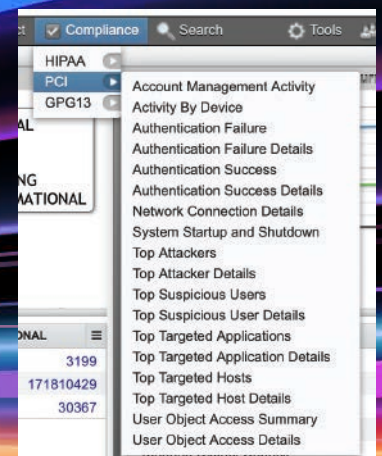 Compliance
Search
Tools
HIPAA
PCI
GPG13
Account Management Activity
Activity By Device
Authentication Failure
Authentication Failure Details
Authentication Success
Authentication Success Details
Network Connection Details
System Startup and Shutdown
Top Attackers
Top Attacker Details
Top Suspicious Users
Top Suspicious User Details
Top Targeted Applications
Top Targeted Application Details
Top Targeted Hosts
Top Targeted Host Details
User Object Access Summary
User Object Access Details
AL
NG
MATIONAL
ONAL
3199
171810429
30367